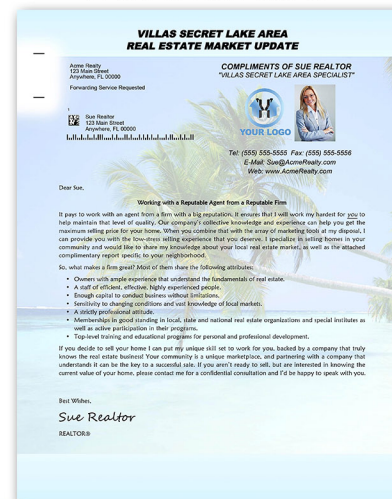 VILLAS SECRET LAKE AREA
REAL ESTATE MARKET UPDATE
Acme Realty
123 Main Street
Anywhere, FL 00000
Forwarding Service Requested
COMPLIMENTS OF SUE REALTOR
"VILLAS SECRET LAKE AREA SPECIALIST"
Sue Realtor
123 Main Street
Anywhere, FL 00000
YOUR LOGO
Tel: (555) 555-5555 Fax: (555) 555-5556
E-Mail: Sue@AcmeRealty.com
Web: www.AcmeRealty.com
Dear Sue,
Working with a Reputable Agent from a Reputable Firm
It pays to work with an agent from a firm with a big reputation. It ensures that I will work my hardest for you to
help maintain that level of quality. Our company's collective knowledge and experience can help you get the
maximum selling price for your home. When you combine that with the array of marketing tools at my disposal, I
can provide you with the low-stress selling experience that you deserve. I specialize in selling homes in your
community and would like to share my knowledge about your local real estate market, as well as the attached
complimentary report specific to your neighborhood.
So, what makes a firm great? Most of them share the following attributes:
• Owners with ample experience that understand the fundamentals of real estate.
• A staff of efficient, effective, highly experienced people.
• Enough capital to conduct business without limitations.
• Sensitivity to changing conditions and vast knowledge of local markets.
• A strictly professional attitude.
• Memberships in good standing in local, state and national real estate organizations and special institutes as
well as active participation in their programs.
• Top-level training and educational programs for personal and professional development.
If you decide to sell your home I can put my unique skill set to work for you, backed by a company that truly
knows the real estate business! Your community is a unique marketplace, and partnering with a company that
understands it can be the key to a successful sale. If you aren't ready to sell, but are interested in knowing the
current value of your home, please contact me for a confidential consultation and I'd be happy to speak with you.
Best Wishes,
Sue Realtor
REALTOR®